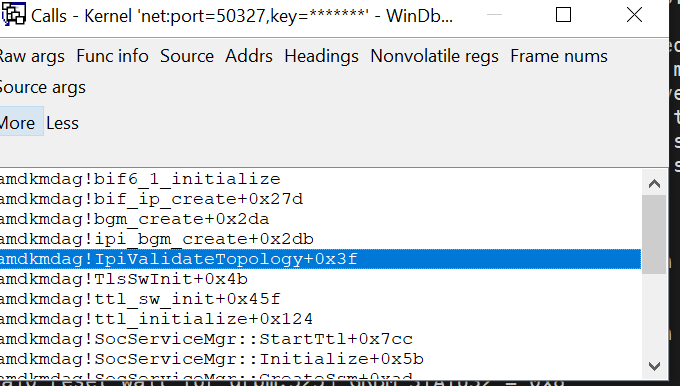 Calls - Kernel 'net:port=50327,key=*******' - WinDb...
Raw args Func info Source Addrs Headings Nonvolatile regs Frame nums
Source args
More Less
amdkmdag!bif6_1_initialize
amdkmdag!bif_ip_create+0x27d
amdkmdag!bgm_create+0x2da
amdkmdag!ipi_bgm_create+0x2db
amdkmdag!IpiValidateTopology+0x3f
amdkmdag!TlsSwInit+0x4b
amdkmdag!ttl_sw_init+0x45f
amdkmdag!ttl_initialize+0x124
amdkmdag!SocServiceMgr::StartTtl+0x7cc
amdkmdag!SocServiceMgr::Initialize+0x5b
amdkmdag!SocServiceMgr::CreateSsm+0xad